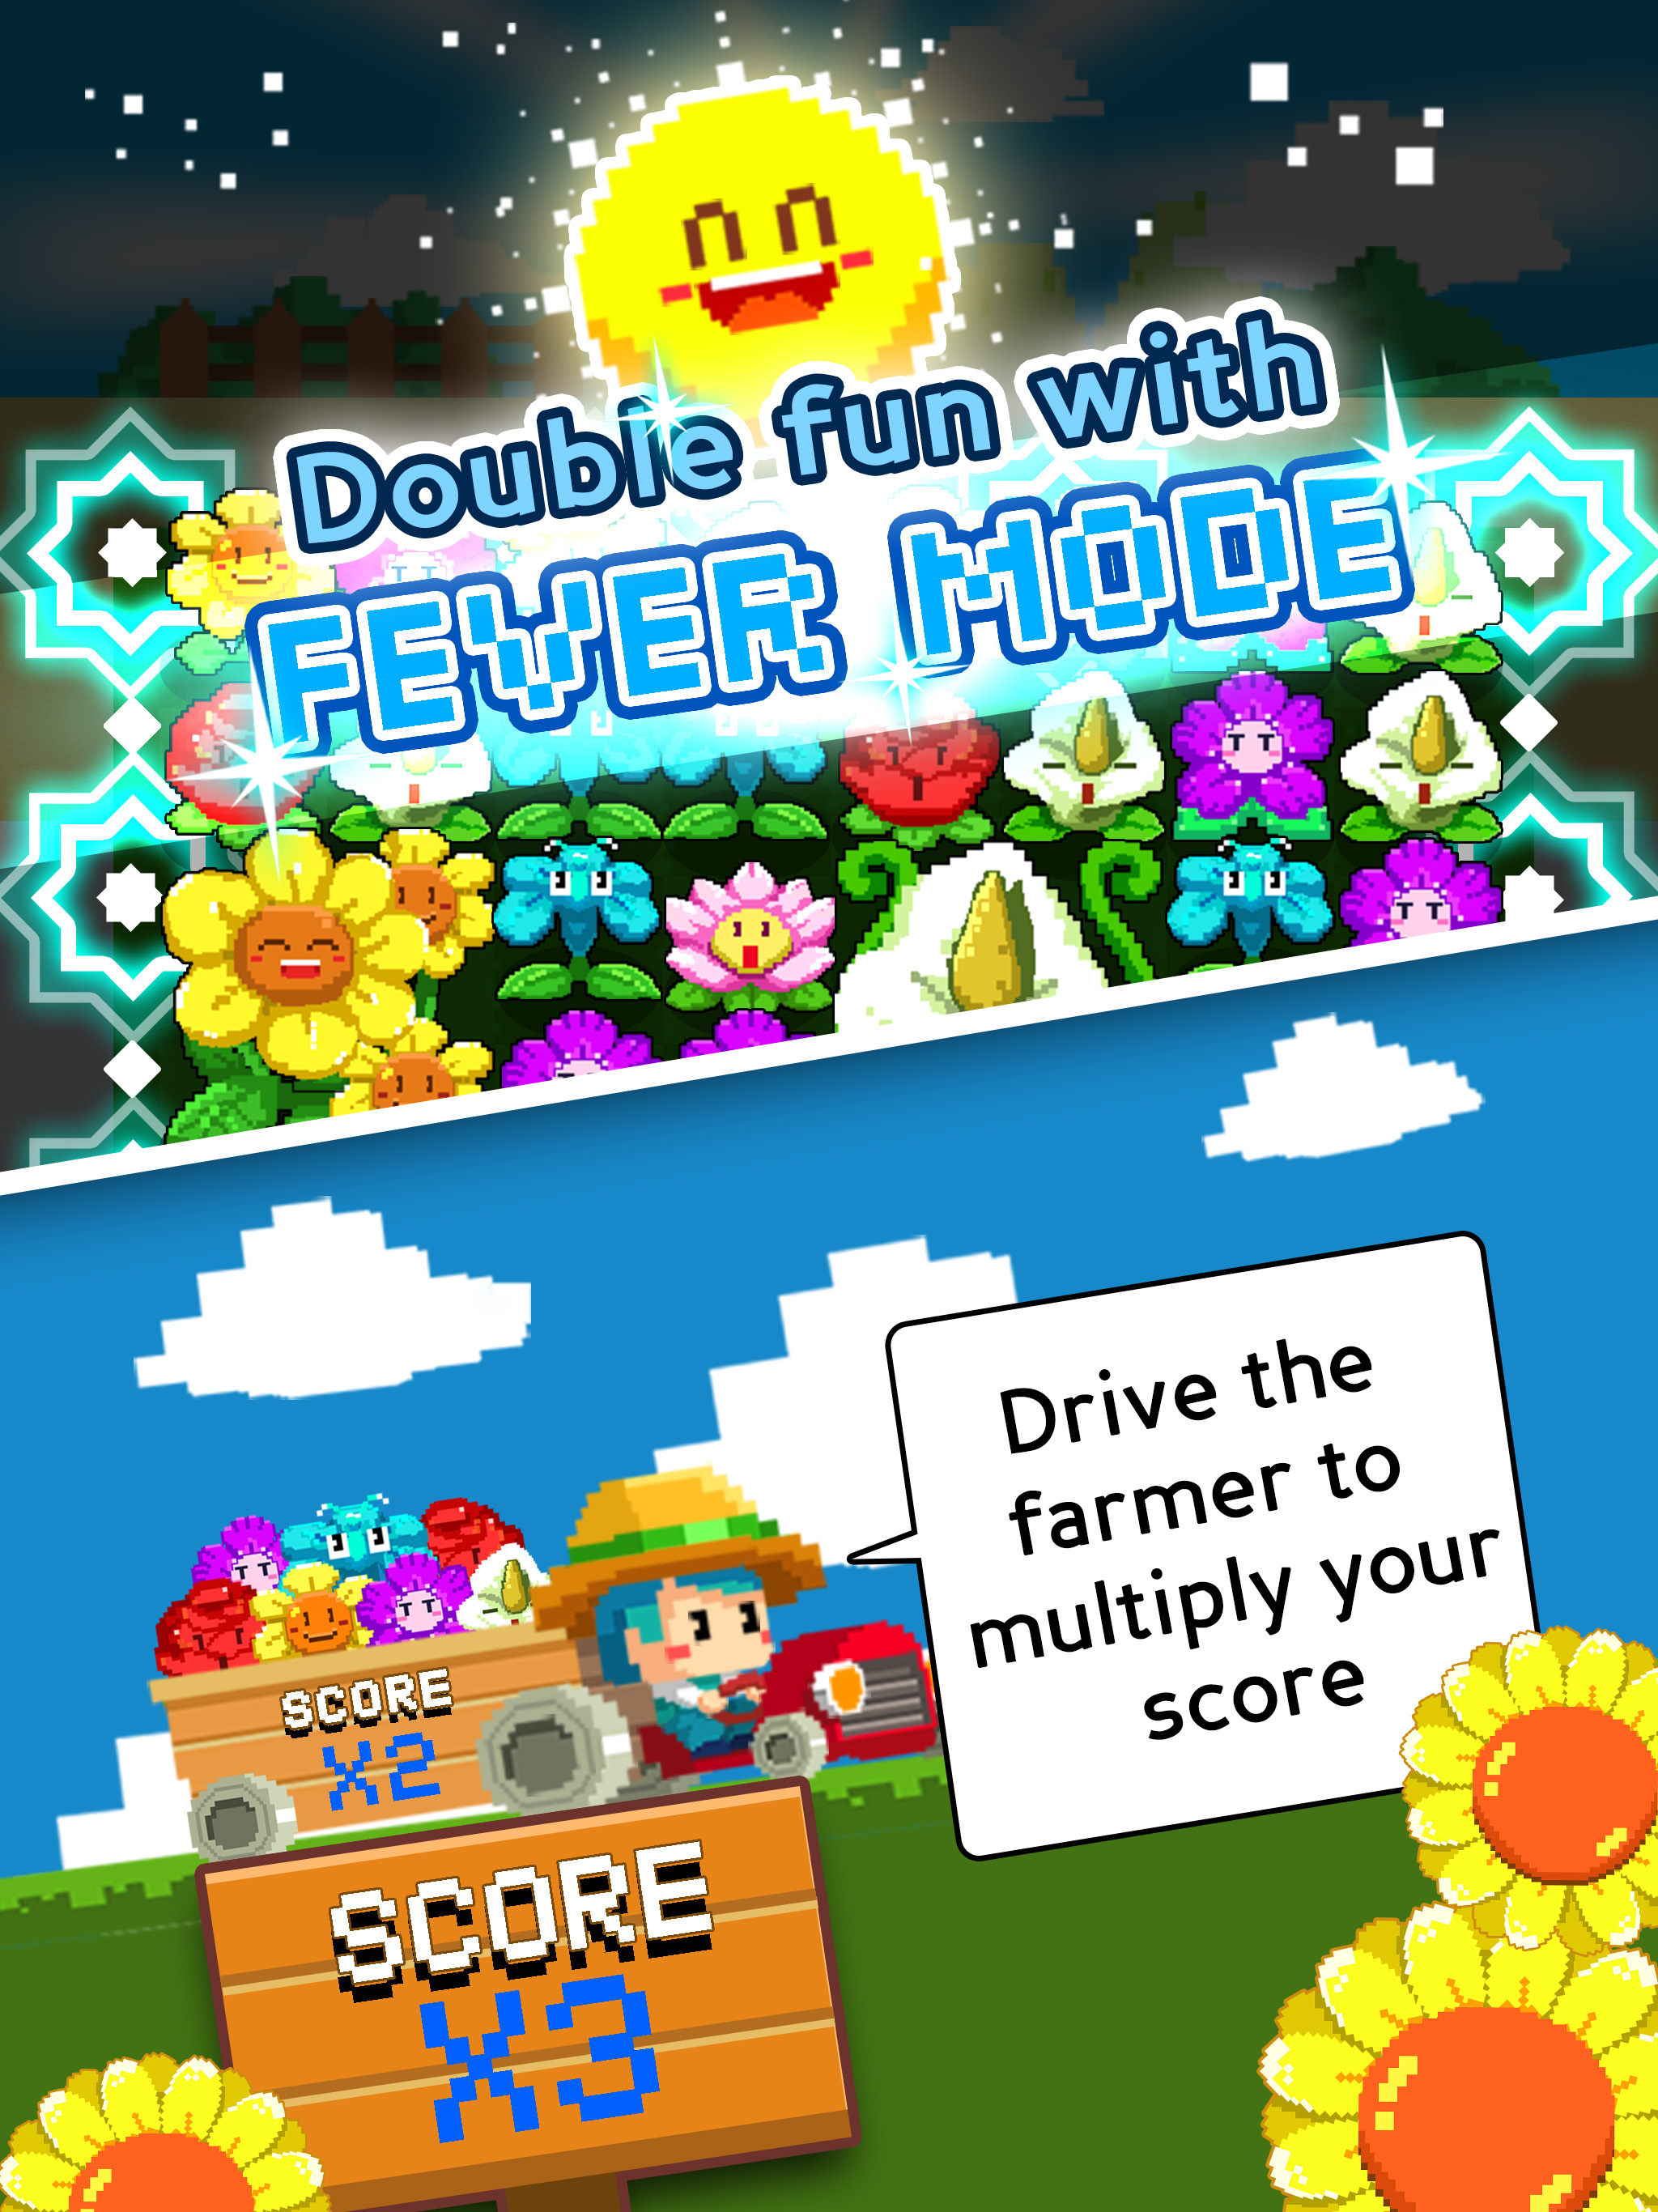 Double fun with
FEVER MODE
Drive the
farmer to
multiply your
score
SCORE
X2
SCORE
X3